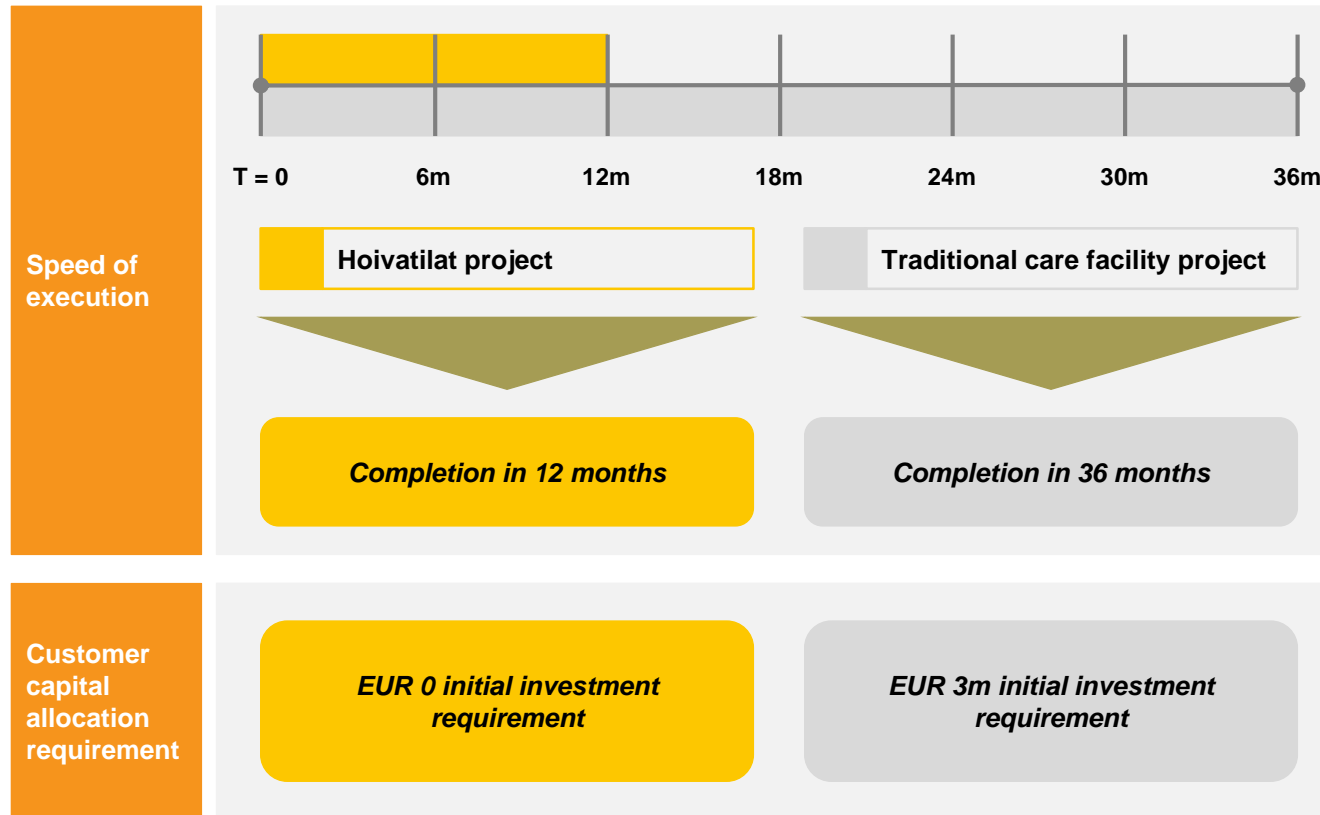 T = 0 6m 12m 18m 24m 30m 36m
Speed of
execution
Hoivatilat project
Traditional care facility project
Completion in 12 months
Completion in 36 months
Customer
capital
allocation
requirement
EUR 0 initial investment
requirement
EUR 3m initial investment
requirement